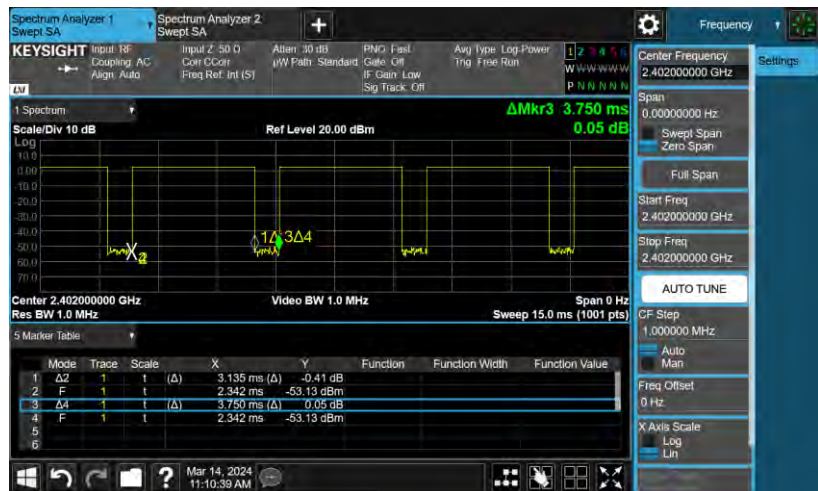 Spectrum Analyzer 1
Swept SA
Spectrum Analyzer 2
Swept SA
+
Frequency
KEYSIGHT
Input: RF
Coupling: AC
Align: Auto
Input Z: 50 Ω
Corr CCorr
Freq Ref: Int (S)
Atten: 30 dB
µW Path: Standard
PNO: Fast
Gate: Off
IF Gain: Low
Sig Track: Off
Avg Type: Log-Power
Trig: Free Run
1 2 3 4 5 6
W W W W W W
P N N N N N
LXI
1 Spectrum
Scale/Div 10 dB
Ref Level 20.00 dBm
ΔMkr3 3.750 ms
0.05 dB
Log
10.0
0.00
-10.0
-20.0
-30.0
-40.0
-50.0
-60.0
-70.0
1Δ 3Δ4
Center 2.402000000 GHz
Res BW 1.0 MHz
Video BW 1.0 MHz
Span 0 Hz
Sweep 15.0 ms (1001 pts)
5 Marker Table
Mode Trace Scale X Y Function Function Width Function Value
1 Δ2 1 t (Δ) 3.135 ms (Δ) -0.41 dB
2 F 1 t 2.342 ms -53.13 dBm
3 Δ4 1 t (Δ) 3.750 ms (Δ) 0.05 dB
4 F 1 t 2.342 ms -53.13 dBm
5
6
Mar 14, 2024
11:10:39 AM
Center Frequency
2.402000000 GHz
Span
0.00000000 Hz
Swept Span
Zero Span
Full Span
Start Freq
2.402000000 GHz
Stop Freq
2.402000000 GHz
AUTO TUNE
CF Step
1.000000 MHz
Auto
Man
Freq Offset
0 Hz
X Axis Scale
Log
Lin
Settings